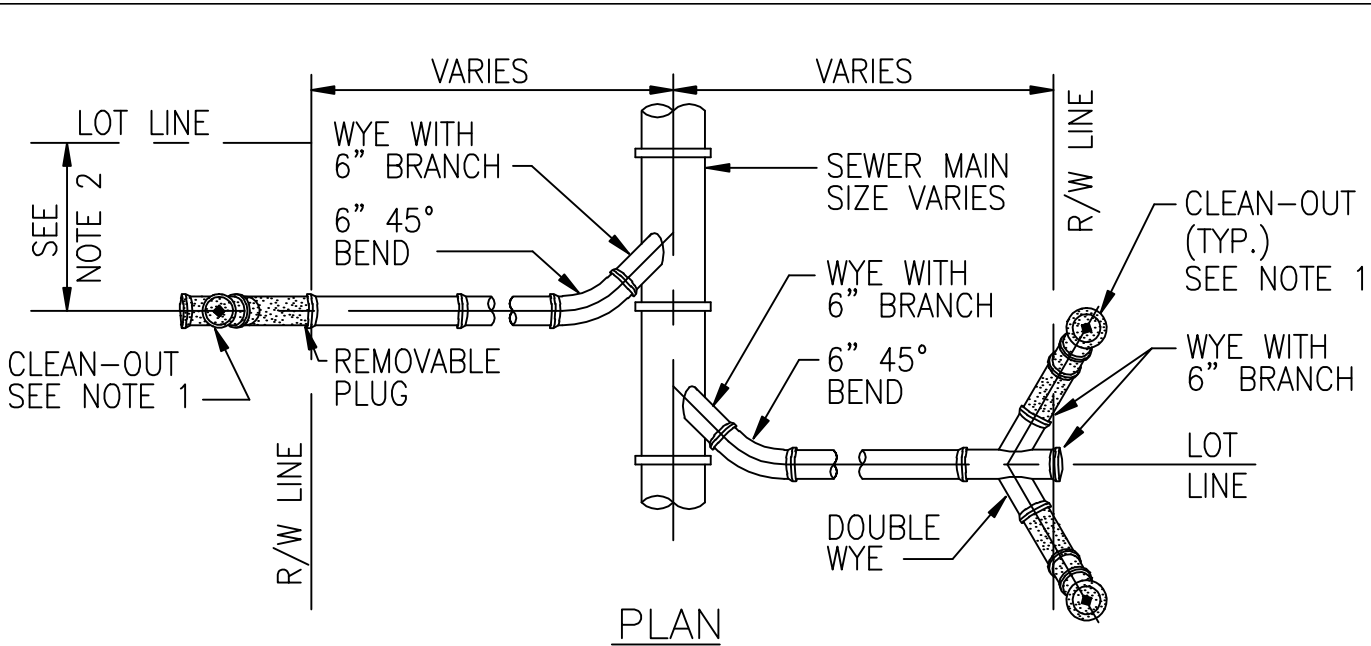 VARIES
VARIES
LOT LINE
SEE
NOTE 2
WYE WITH
6” BRANCH
6” 45°
BEND
SEWER MAIN
SIZE VARIES
R/W LINE
CLEAN-OUT
(TYP.)
SEE NOTE 1
WYE WITH
6” BRANCH
6” 45°
BEND
CLEAN-OUT
SEE NOTE 1
REMOVABLE
PLUG
WYE WITH
6” BRANCH
LOT
LINE
R/W LINE
DOUBLE
WYE
PLAN